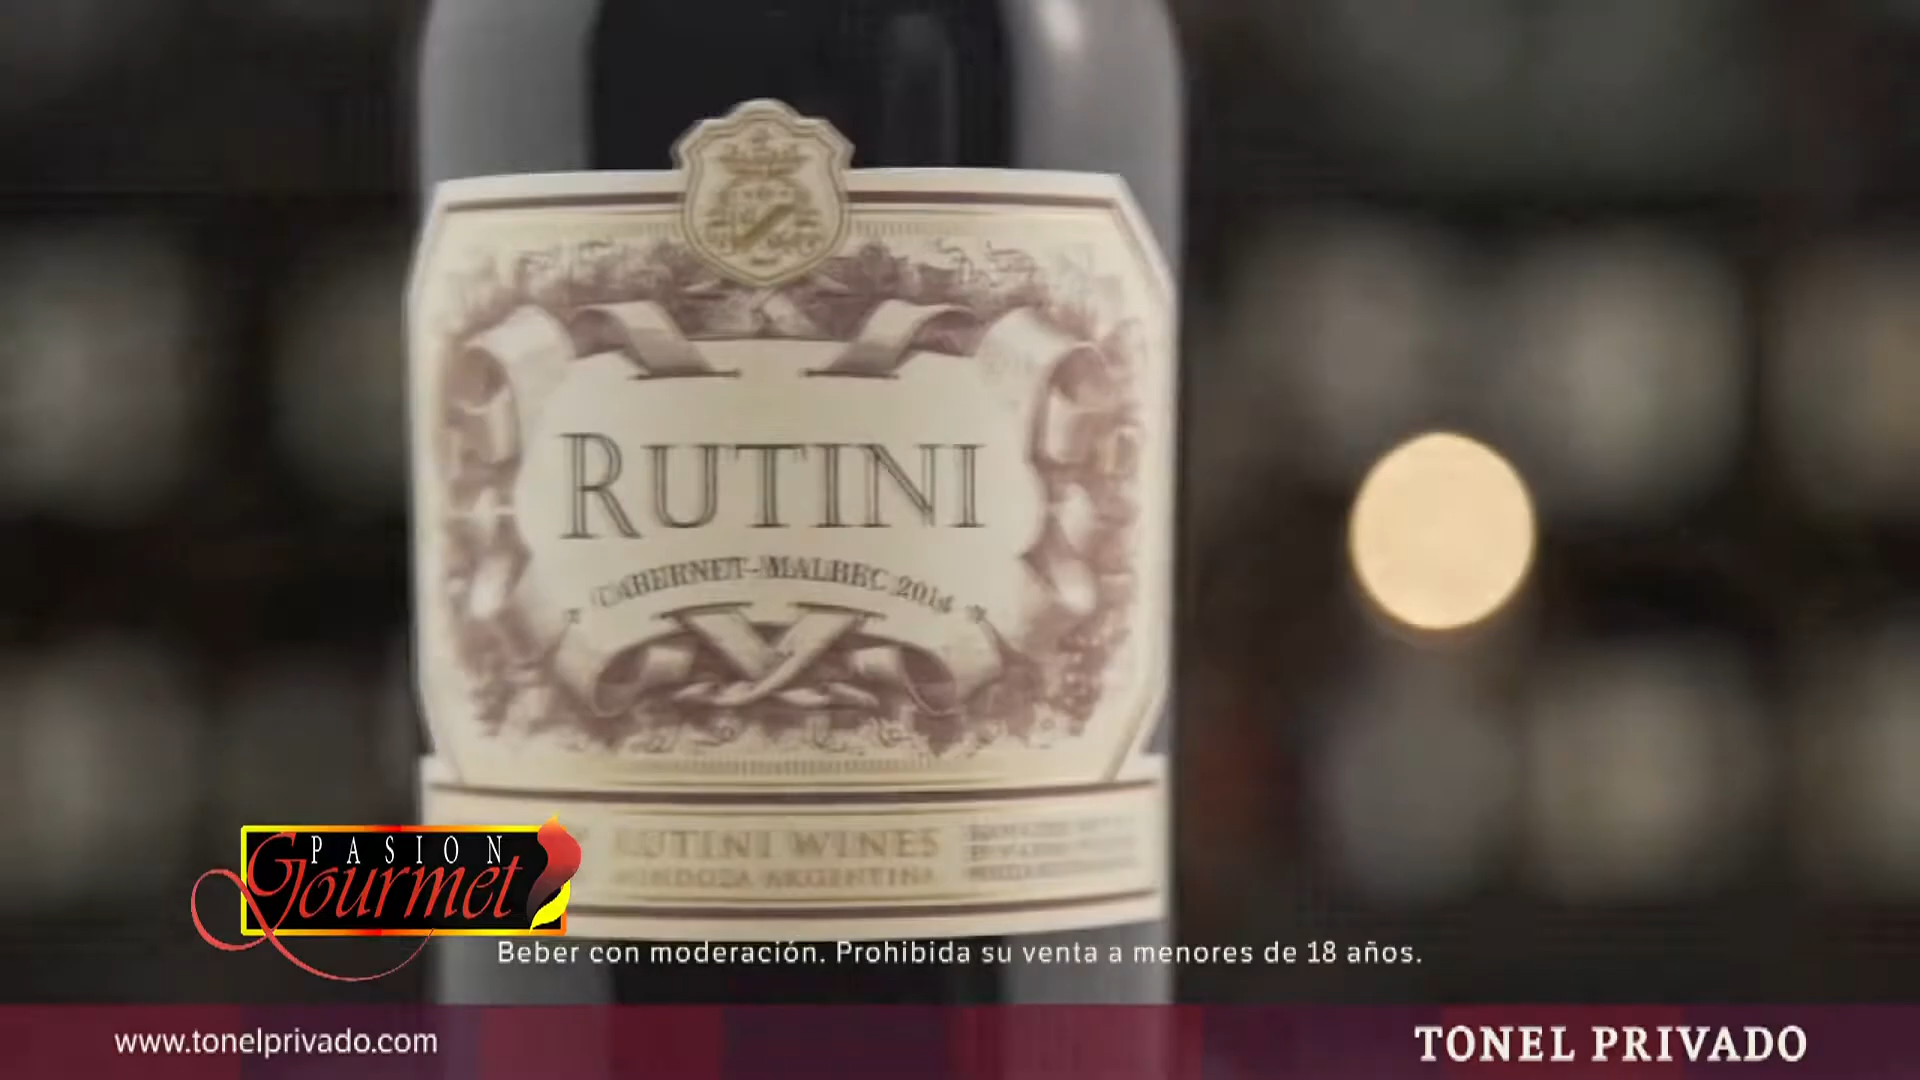 RUTINI
CABERNET-MALBEC 2014
RUTINI WINES
MENDOZA ARGENTINA
PASION
Gourmet
Beber con moderación. Prohibida su venta a menores de 18 años.
www.tonelprivado.com
TONEL PRIVADO